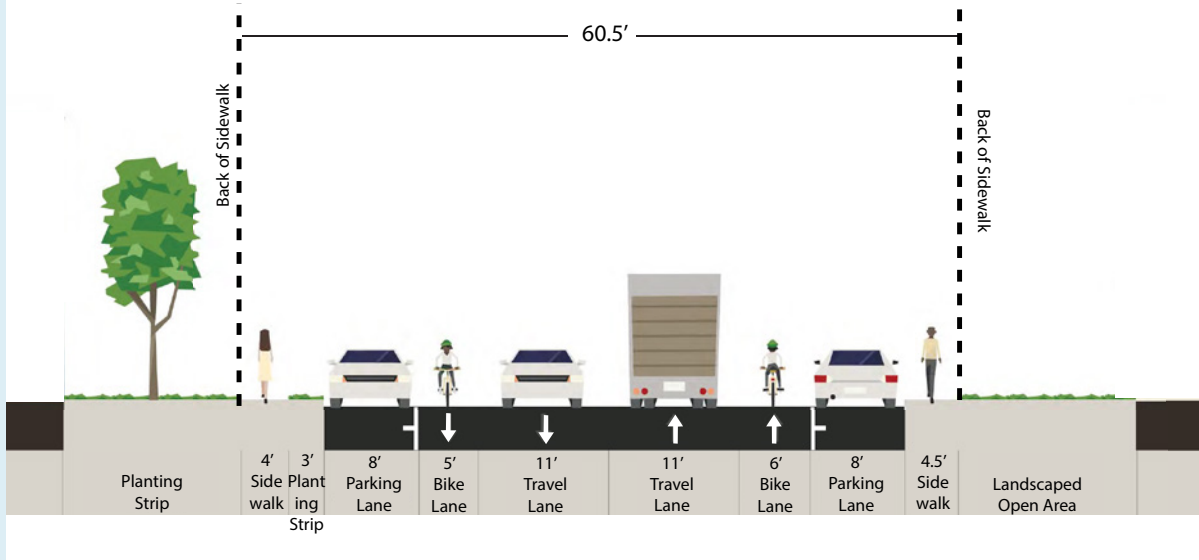 60.5’
Back of Sidewalk
Back of Sidewalk
Planting
Strip
4’
Side
walk
3’
Plant
ing
Strip
8’
Parking
Lane
5’
Bike
Lane
11’
Travel
Lane
11’
Travel
Lane
6’
Bike
Lane
8’
Parking
Lane
4.5’
Side
walk
Landscaped
Open Area